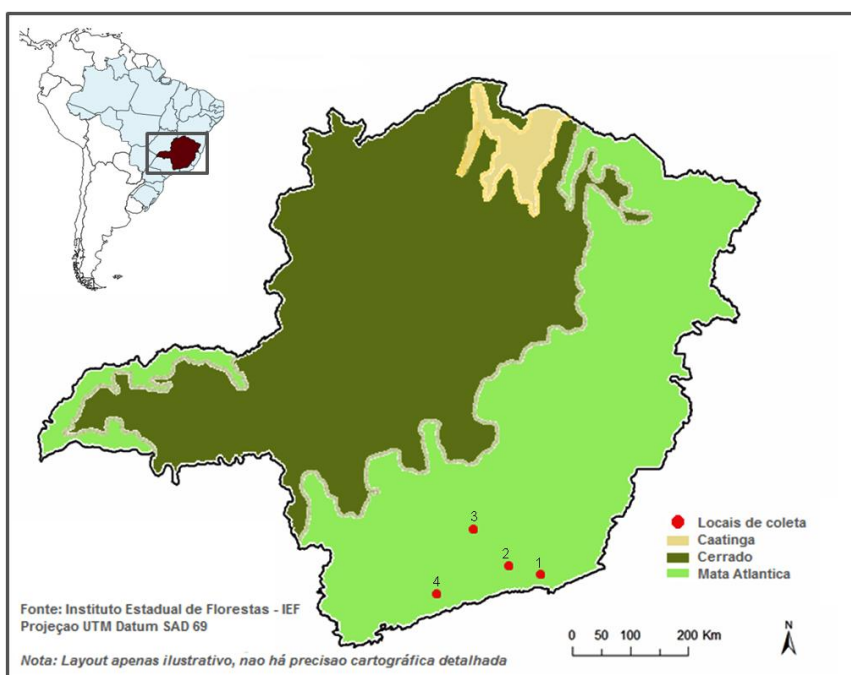 3
2
1
4
Locais de coleta
Caatinga
Cerrado
Mata Atlantica
Fonte: Instituto Estadual de Florestas - IEF
Projeçao UTM Datum SAD 69
0 50 100 200 Km
N
Nota: Layout apenas ilustrativo, nao há precisao cartográfica detalhada